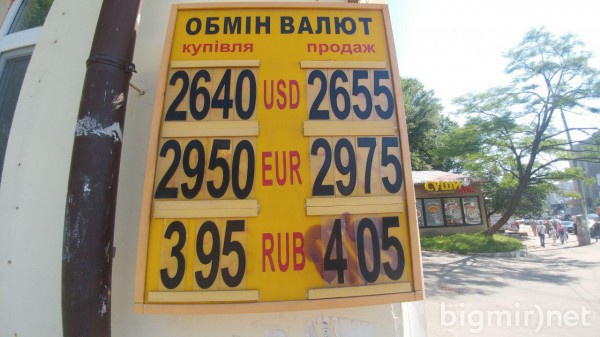 ОБМІН ВАЛЮТ
купівля продаж
2640 USD 2655
2950 EUR 2975
395 RUB 405
СУШИ
bigmir)net